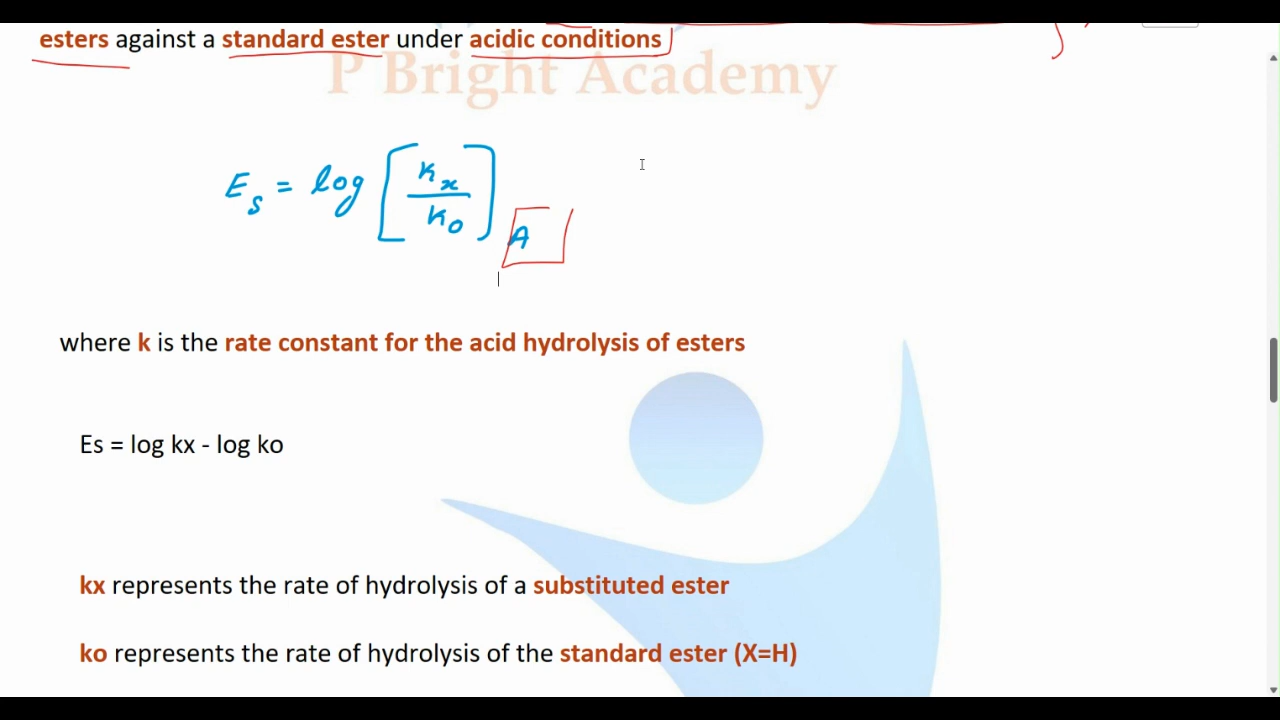 esters against a standard ester under acidic conditions
P Bright Academy
Es = log [kx/ko]A
where k is the rate constant for the acid hydrolysis of esters
Es = log kx - log ko
kx represents the rate of hydrolysis of a substituted ester
ko represents the rate of hydrolysis of the standard ester (X=H)